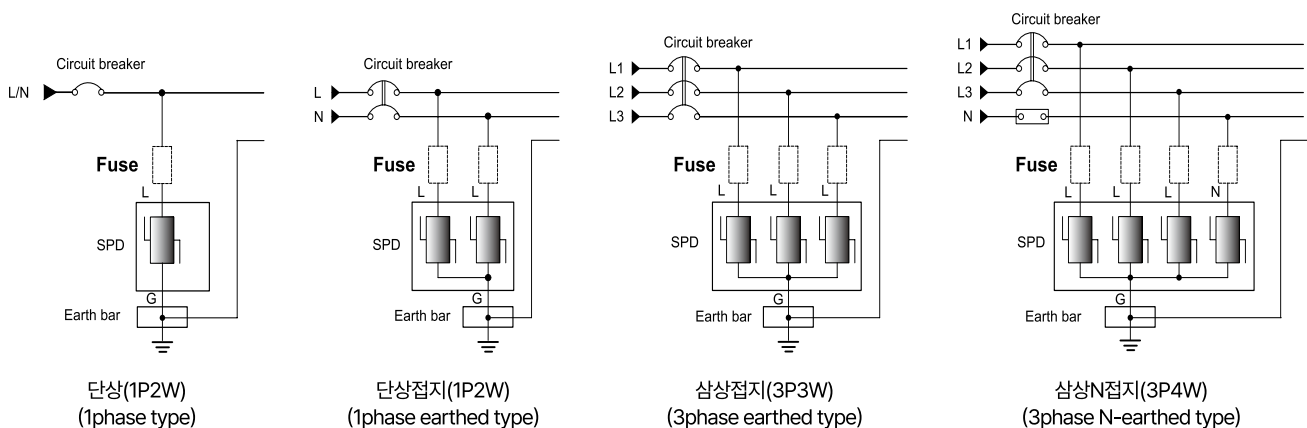 Circuit breaker
L/N
Fuse
L
SPD
G
Earth bar
단상(1P2W)
(1phase type)
Circuit breaker
L
N
Fuse
L
L
SPD
G
Earth bar
단상접지(1P2W)
(1phase earthed type)
Circuit breaker
L1
L2
L3
Fuse
L
L
L
SPD
G
Earth bar
삼상접지(3P3W)
(3phase earthed type)
Circuit breaker
L1
L2
L3
N
Fuse
L
L
L
N
SPD
G
Earth bar
삼상N접지(3P4W)
(3phase N-earthed type)